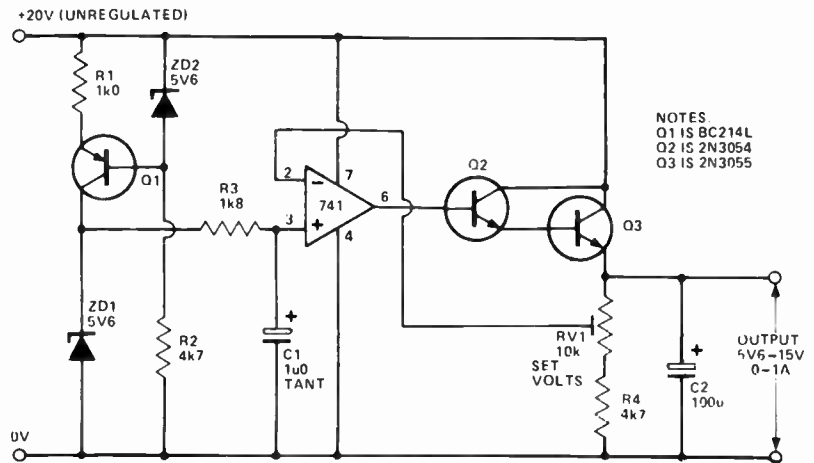 +20V (UNREGULATED)
R1
1k0
ZD2
5V6
Q1
R3
1k8
2
7
741
3
4
6
Q2
Q3
NOTES.
Q1 IS BC214L
Q2 IS 2N3054
Q3 IS 2N3055
ZD1
5V6
R2
4k7
+
C1
1u0
TANT
RV1
10k
SET
VOLTS
R4
4k7
+
C2
100u
OUTPUT
5V6-15V
0-1A
0V